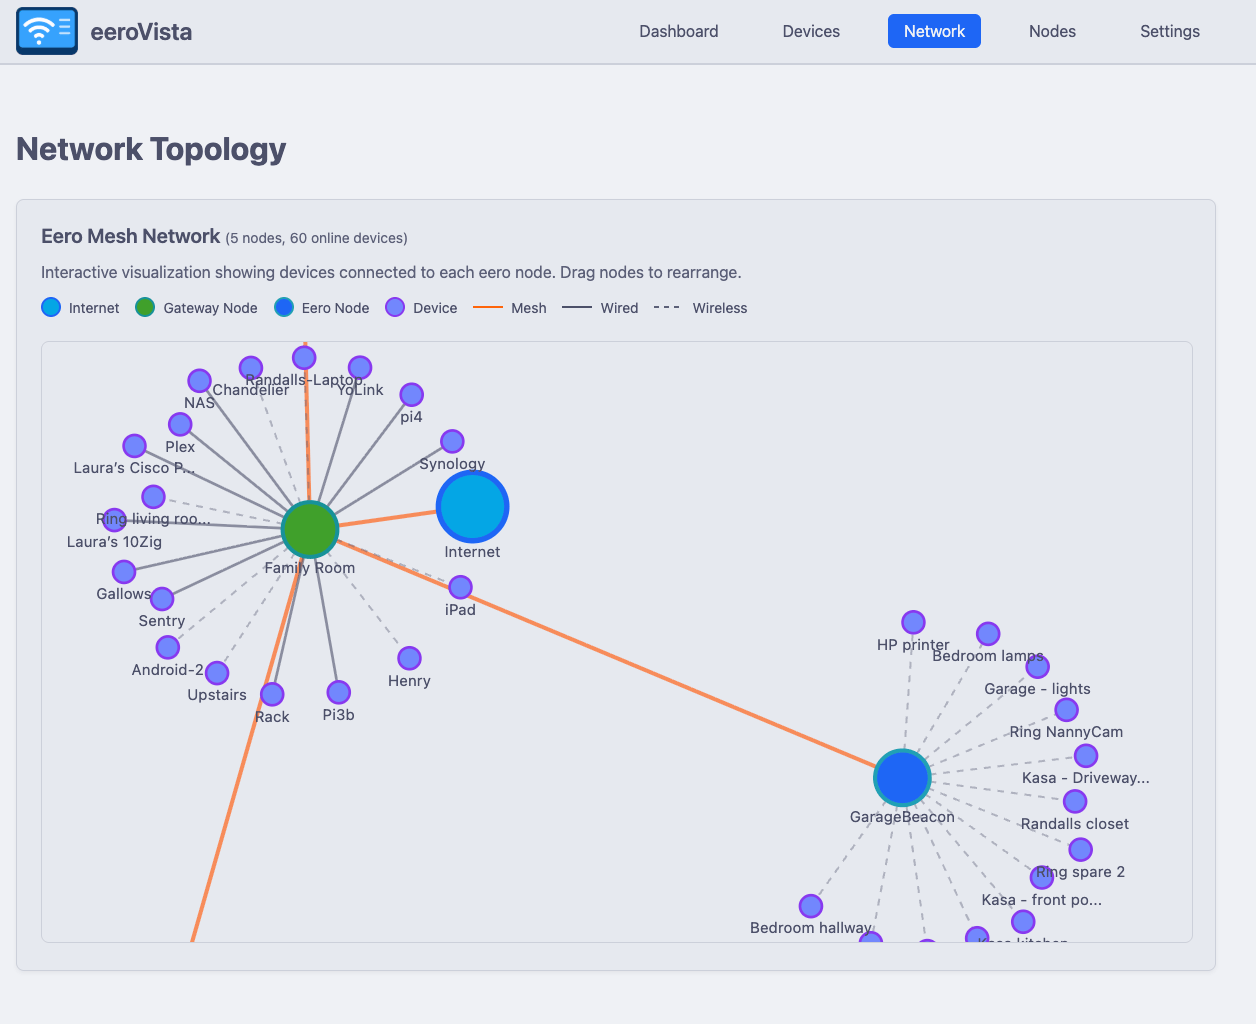 eeroVista
Dashboard
Devices
Network
Nodes
Settings
Network Topology
Eero Mesh Network (5 nodes, 60 online devices)
Interactive visualization showing devices connected to each eero node. Drag nodes to rearrange.
Internet
Gateway Node
Eero Node
Device
Mesh
Wired
Wireless
Randalls-Laptop
Chandelier
YoLink
NAS
pi4
Plex
Synology
Laura's Cisco P...
Ring living roo...
Laura's 10Zig
Internet
Family Room
Gallows
iPad
Sentry
Android-2
Henry
Upstairs
Rack
Pi3b
HP printer
Bedroom lamps
Garage - lights
Ring NannyCam
Kasa - Driveway...
GarageBeacon
Randalls closet
Ring spare 2
Kasa - front po...
Bedroom hallway
Kasa kitchen